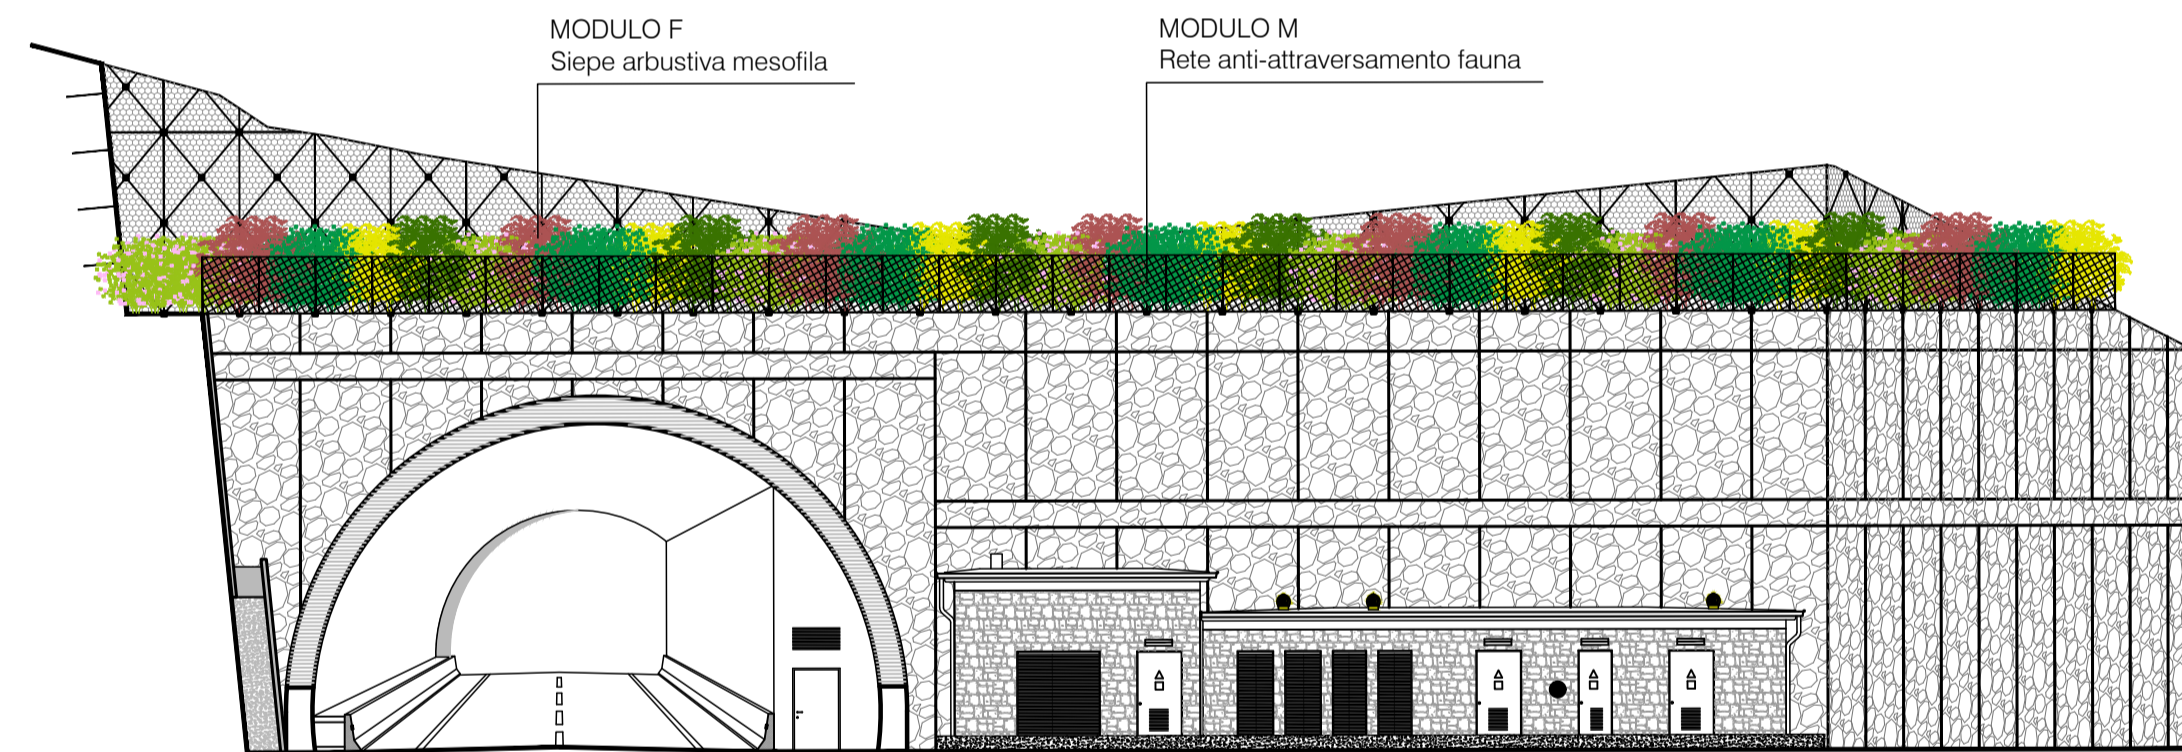 MODULO F
Siepe arbustiva mesofila
MODULO M
Rete anti-attraversamento fauna